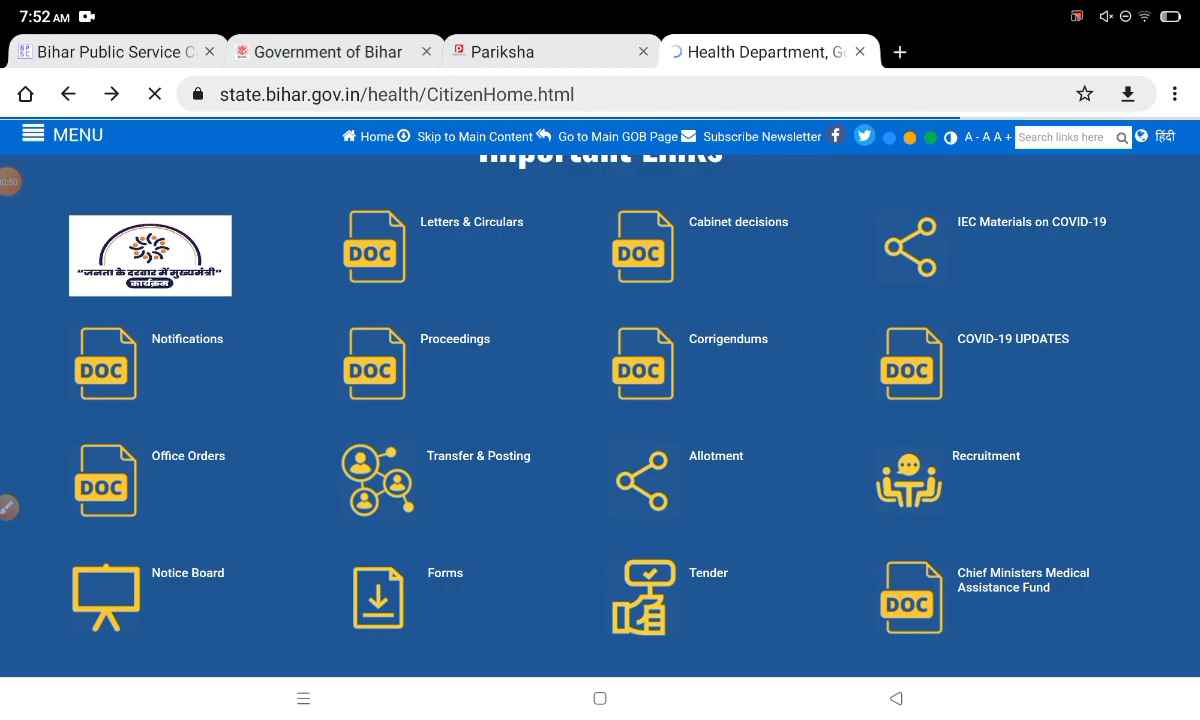 7:52 AM
Bihar Public Service C
Government of Bihar
Pariksha
Health Department, Go
state.bihar.gov.in/health/CitizenHome.html
MENU
Home
Skip to Main Content
Go to Main GOB Page
Subscribe Newsletter
A - A A +
Search links here
हिंदी
Important Links
00:50
"जनता के दरबार में मुख्यमंत्री"
कार्यक्रम
DOC
Letters & Circulars
DOC
Cabinet decisions
IEC Materials on COVID-19
DOC
Notifications
DOC
Proceedings
DOC
Corrigendums
DOC
COVID-19 UPDATES
DOC
Office Orders
Transfer & Posting
Allotment
Recruitment
Notice Board
Forms
Tender
DOC
Chief Ministers Medical
Assistance Fund